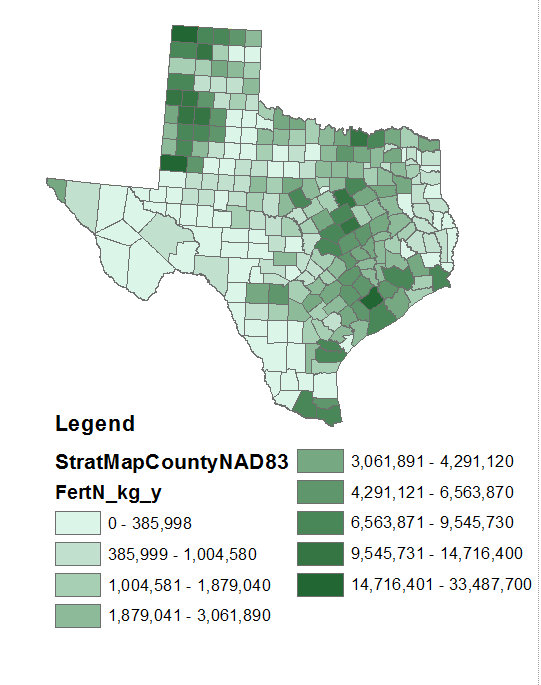 Legend
StratMapCountyNAD83
FertN_kg_y
0 - 385,998
385,999 - 1,004,580
1,004,581 - 1,879,040
1,879,041 - 3,061,890
3,061,891 - 4,291,120
4,291,121 - 6,563,870
6,563,871 - 9,545,730
9,545,731 - 14,716,400
14,716,401 - 33,487,700